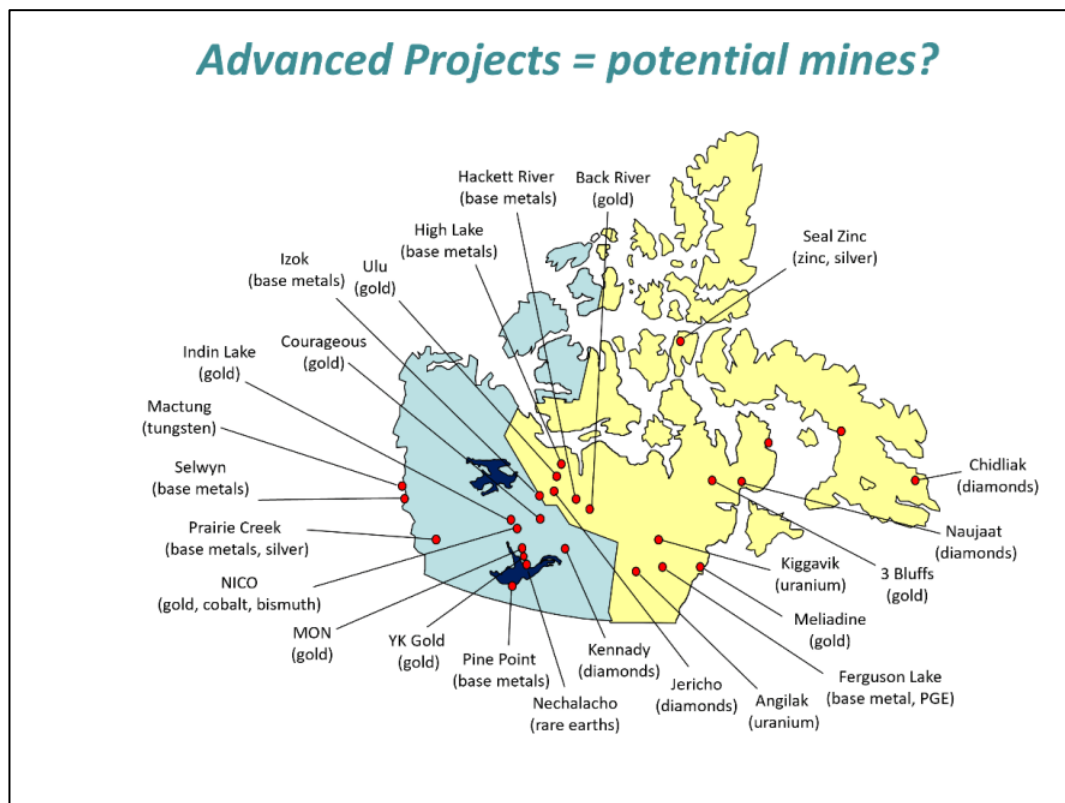 Advanced Projects = potential mines?
Hackett River
(base metals)
Back River
(gold)
High Lake
(base metals)
Seal Zinc
(zinc, silver)
Izok
(base metals)
Ulu
(gold)
Courageous
(gold)
Indin Lake
(gold)
Mactung
(tungsten)
Selwyn
(base metals)
Prairie Creek
(base metals, silver)
NICO
(gold, cobalt, bismuth)
MON
(gold)
YK Gold
(gold)
Pine Point
(base metals)
Nechalacho
(rare earths)
Kennady
(diamonds)
Jericho
(diamonds)
Angilak
(uranium)
Ferguson Lake
(base metal, PGE)
Meliadine
(gold)
Kiggavik
(uranium)
3 Bluffs
(gold)
Naujaat
(diamonds)
Chidliak
(diamonds)